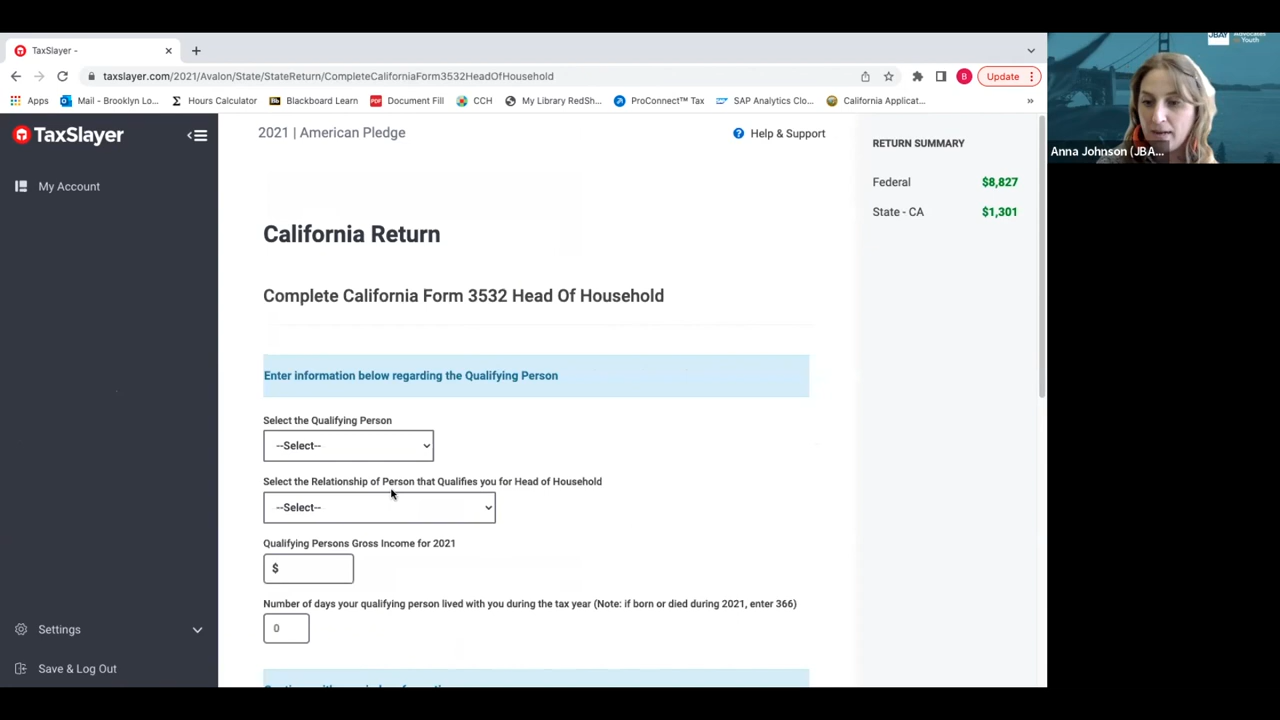 TaxSlayer -
taxslayer.com/2021/Avalon/State/StateReturn/CompleteCaliforniaForm3532HeadOfHousehold
B
Update
Apps
Mail - Brooklyn Lo...
Hours Calculator
Bb
Blackboard Learn
PDF
Document Fill
CCH
My Library RedSh...
ProConnect™ Tax
SAP Analytics Clo...
California Applicat...
»
TaxSlayer
My Account
Settings
Save & Log Out
2021 | American Pledge
Help & Support
California Return
Complete California Form 3532 Head Of Household
Enter information below regarding the Qualifying Person
Select the Qualifying Person
--Select--
Select the Relationship of Person that Qualifies you for Head of Household
--Select--
Qualifying Persons Gross Income for 2021
$
Number of days your qualifying person lived with you during the tax year (Note: if born or died during 2021, enter 366)
0
RETURN SUMMARY
Federal $8,827
State - CA $1,301
JBAY
Advocates
Youth
Anna Johnson (JBA...